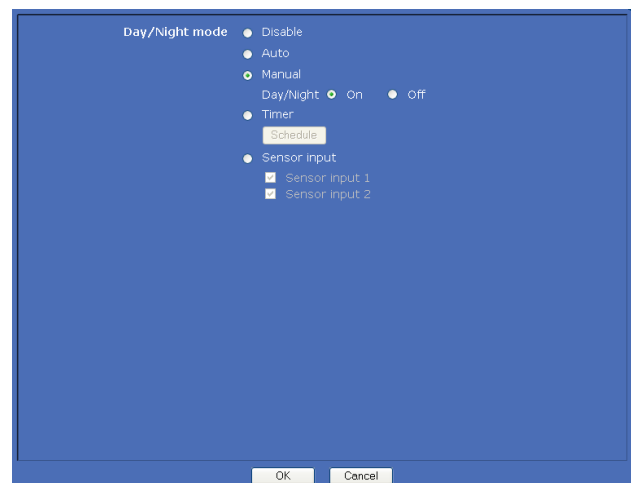 Day/Night mode Disable
Auto
Manual
Day/Night On Off
Timer
Schedule
Sensor input
Sensor input 1
Sensor input 2
OK Cancel